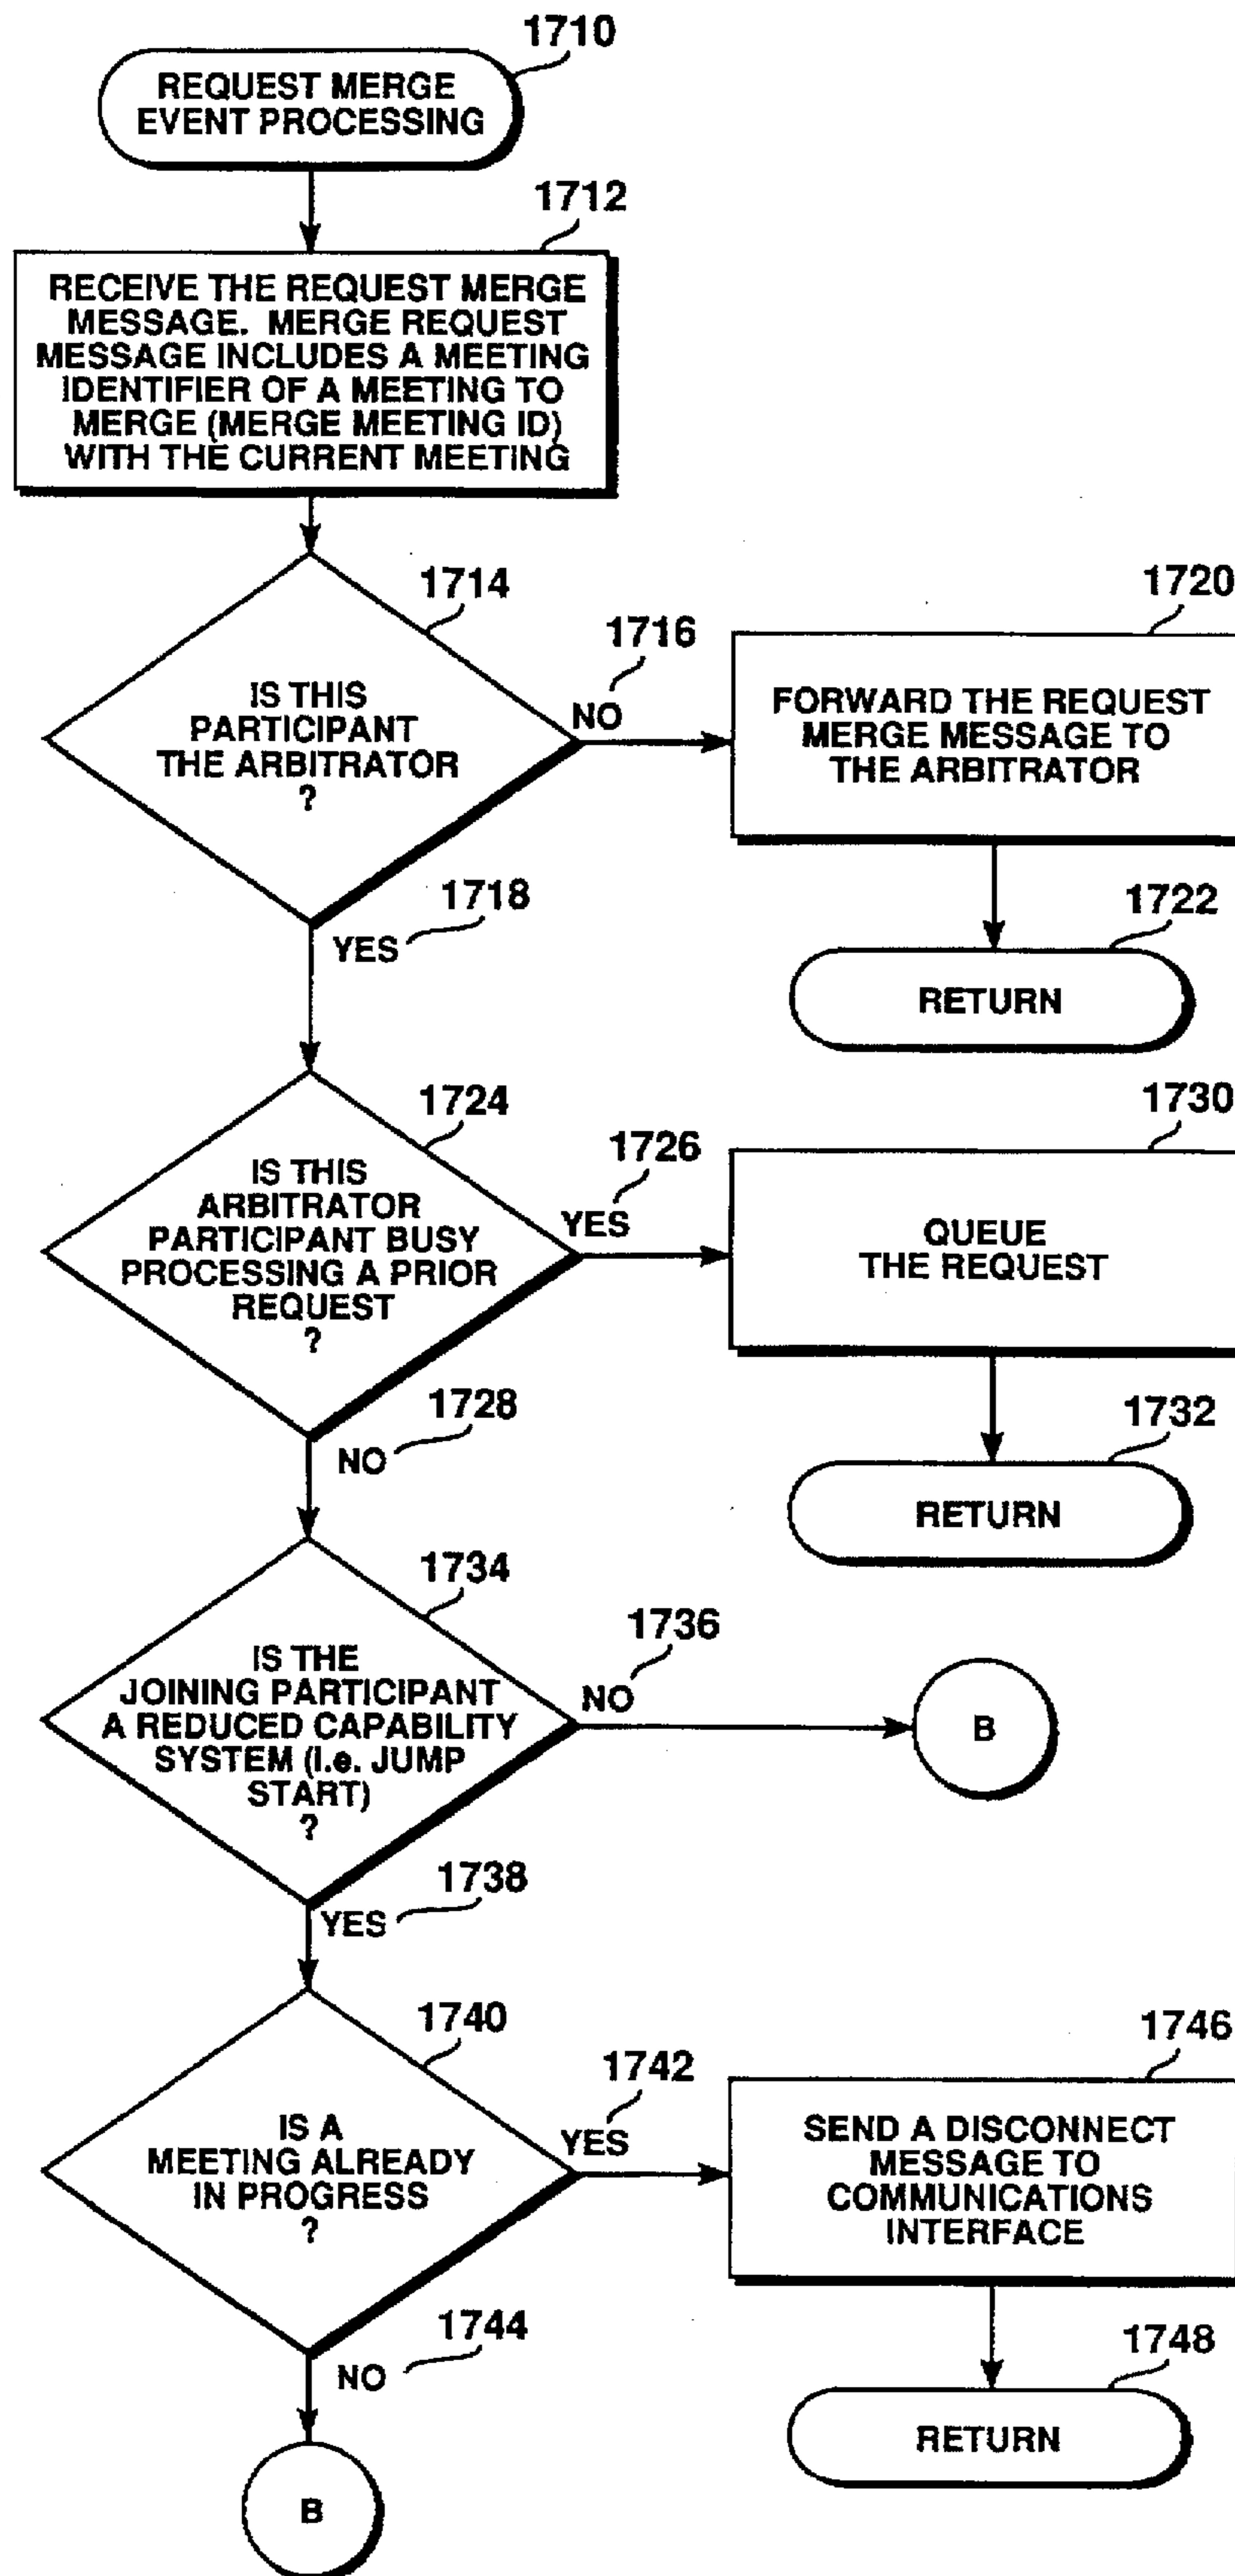 1710
REQUEST MERGE
EVENT PROCESSING
1712
RECEIVE THE REQUEST MERGE
MESSAGE. MERGE REQUEST
MESSAGE INCLUDES A MEETING
IDENTIFIER OF A MEETING TO
MERGE (MERGE MEETING ID)
WITH THE CURRENT MEETING
1714
IS THIS
PARTICIPANT
THE ARBITRATOR
?
1716
NO
1720
FORWARD THE REQUEST
MERGE MESSAGE TO
THE ARBITRATOR
1718
YES
1722
RETURN
1724
IS THIS
ARBITRATOR
PARTICIPANT BUSY
PROCESSING A PRIOR
REQUEST
?
1726
YES
1730
QUEUE
THE REQUEST
1728
NO
1732
RETURN
1734
IS THE
JOINING PARTICIPANT
A REDUCED CAPABILITY
SYSTEM (i.e. JUMP
START)
?
1736
NO
B
1738
YES
1740
IS A
MEETING ALREADY
IN PROGRESS
?
1742
YES
1746
SEND A DISCONNECT
MESSAGE TO
COMMUNICATIONS
INTERFACE
1744
NO
1748
RETURN
B